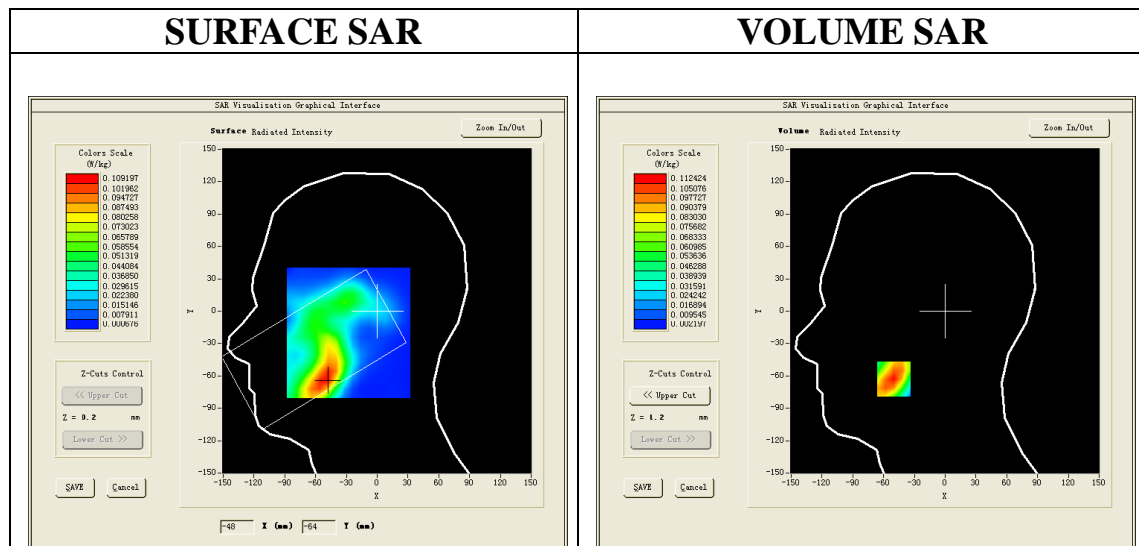 SURFACE SAR
VOLUME SAR
SAR Visualisation Graphical Interface
Surface Radiated Intensity
Zoom In/Out
Colors Scale
(W/kg)
0.109197
0.101962
0.094727
0.087493
0.080258
0.073023
0.065789
0.058554
0.051319
0.044084
0.036850
0.029615
0.022380
0.015146
0.007911
0.000676
Z-Cuts Control
<< Upper Cut
Z = 0.2 mm
Lower Cut >>
SAVE Cancel
150
120
90
60
30
0
-30
-60
-90
-120
-150
Y
-150 -120 -90 -60 -30 0 30 60 90 120 150
X
-48 X (mm) -64 Y (mm)
SAR Visualisation Graphical Interface
Volume Radiated Intensity
Zoom In/Out
Colors Scale
(W/kg)
0.112424
0.105076
0.097727
0.090379
0.083030
0.075682
0.068333
0.060985
0.053636
0.046288
0.038939
0.031591
0.024242
0.016894
0.009545
0.002197
Z-Cuts Control
<< Upper Cut
Z = 4.2 mm
Lower Cut >>
SAVE Cancel
150
120
90
60
30
0
-30
-60
-90
-120
-150
Y
-150 -120 -90 -60 -30 0 30 60 90 120 150
X